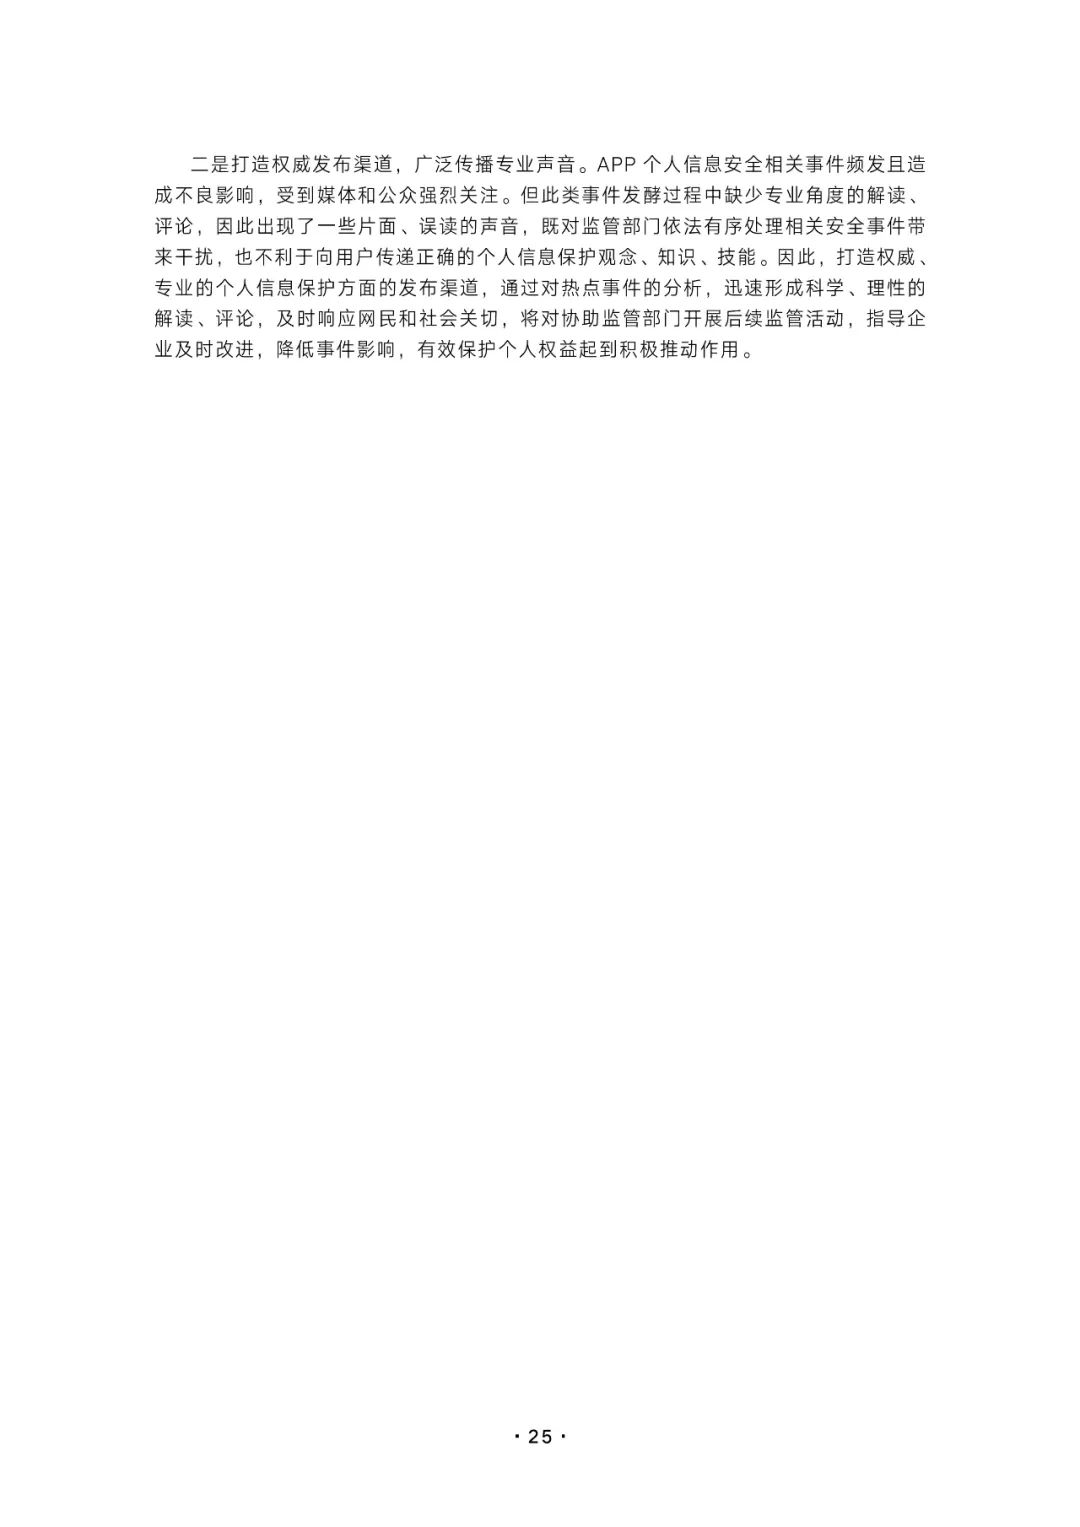 二是打造权威发布渠道，广泛传播专业声音。APP 个人信息安全相关事件频发且造
成不良影响，受到媒体和公众强烈关注。但此类事件发酵过程中缺少专业角度的解读、
评论，因此出现了一些片面、误读的声音，既对监管部门依法有序处理相关安全事件带
来干扰，也不利于向用户传递正确的个人信息保护观念、知识、技能。因此，打造权威、
专业的个人信息保护方面的发布渠道，通过对热点事件的分析，迅速形成科学、理性的
解读、评论，及时响应网民和社会关切，将对协助监管部门开展后续监管活动，指导企
业及时改进，降低事件影响，有效保护个人权益起到积极推动作用。
· 25 ·